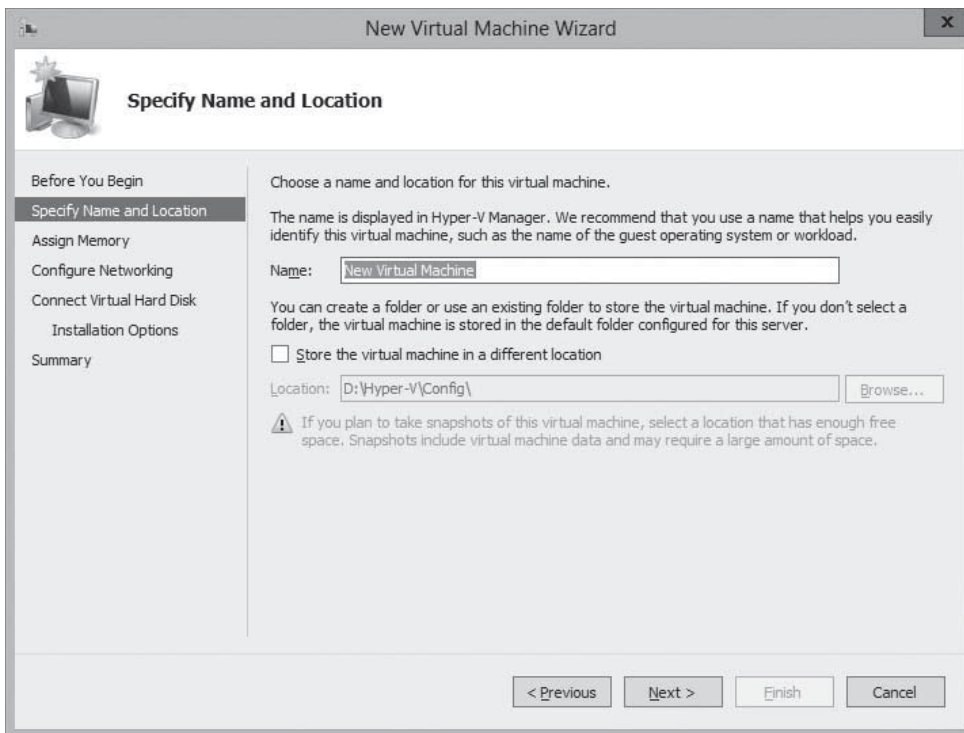 New Virtual Machine Wizard
x
Specify Name and Location
Before You Begin
Specify Name and Location
Assign Memory
Configure Networking
Connect Virtual Hard Disk
Installation Options
Summary
Choose a name and location for this virtual machine.
The name is displayed in Hyper-V Manager. We recommend that you use a name that helps you easily
identify this virtual machine, such as the name of the guest operating system or workload.
Name: New Virtual Machine
You can create a folder or use an existing folder to store the virtual machine. If you don't select a
folder, the virtual machine is stored in the default folder configured for this server.
Store the virtual machine in a different location
Location: D:\Hyper-V\Config\ Browse...
If you plan to take snapshots of this virtual machine, select a location that has enough free
space. Snapshots include virtual machine data and may require a large amount of space.
< Previous Next > Finish Cancel